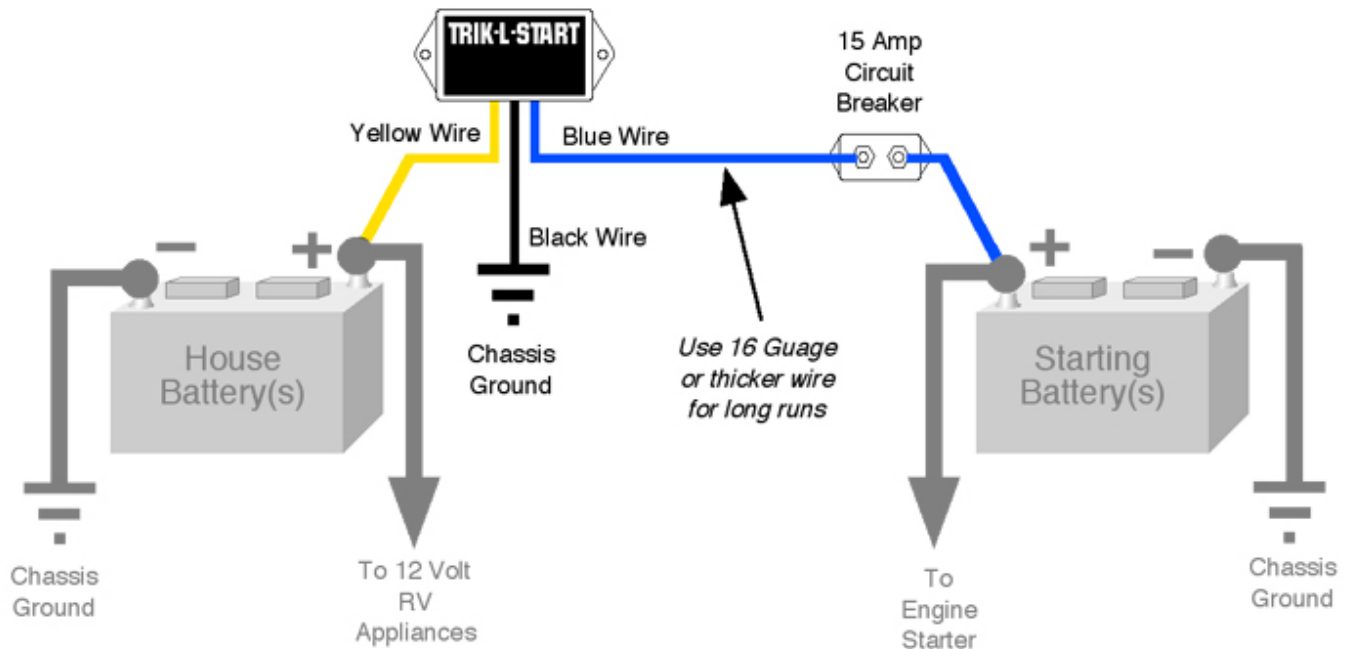 TRIK-L-START
15 Amp
Circuit
Breaker
Yellow Wire
Blue Wire
Black Wire
Chassis
Ground
Use 16 Guage
or thicker wire
for long runs
− +
House
Battery(s)
+ −
Starting
Battery(s)
Chassis
Ground
To 12 Volt
RV
Appliances
To
Engine
Starter
Chassis
Ground